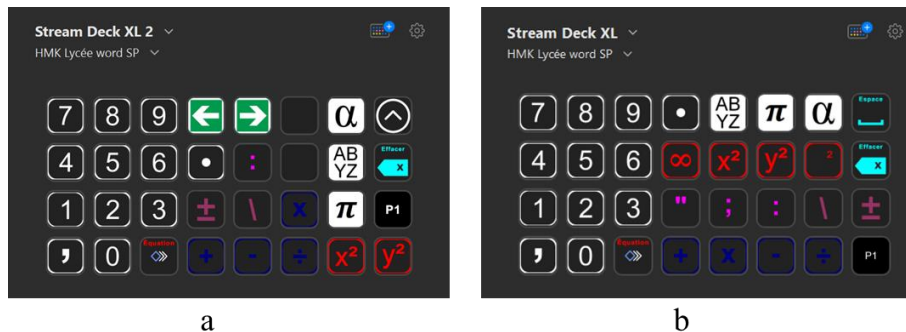 Stream Deck XL 2
HMK Lycée word SP
7 8 9 ← → α
4 5 6 • : AB YZ Effacer x
1 2 3 ± \ x π P1
, 0 Equation + - ÷ x² y²
a
Stream Deck XL
HMK Lycée word SP
7 8 9 • AB YZ π α Espace
4 5 6 ∞ x² y² ² Effacer x
1 2 3 " ; : \ ±
, 0 Equation + x - ÷ P1
b